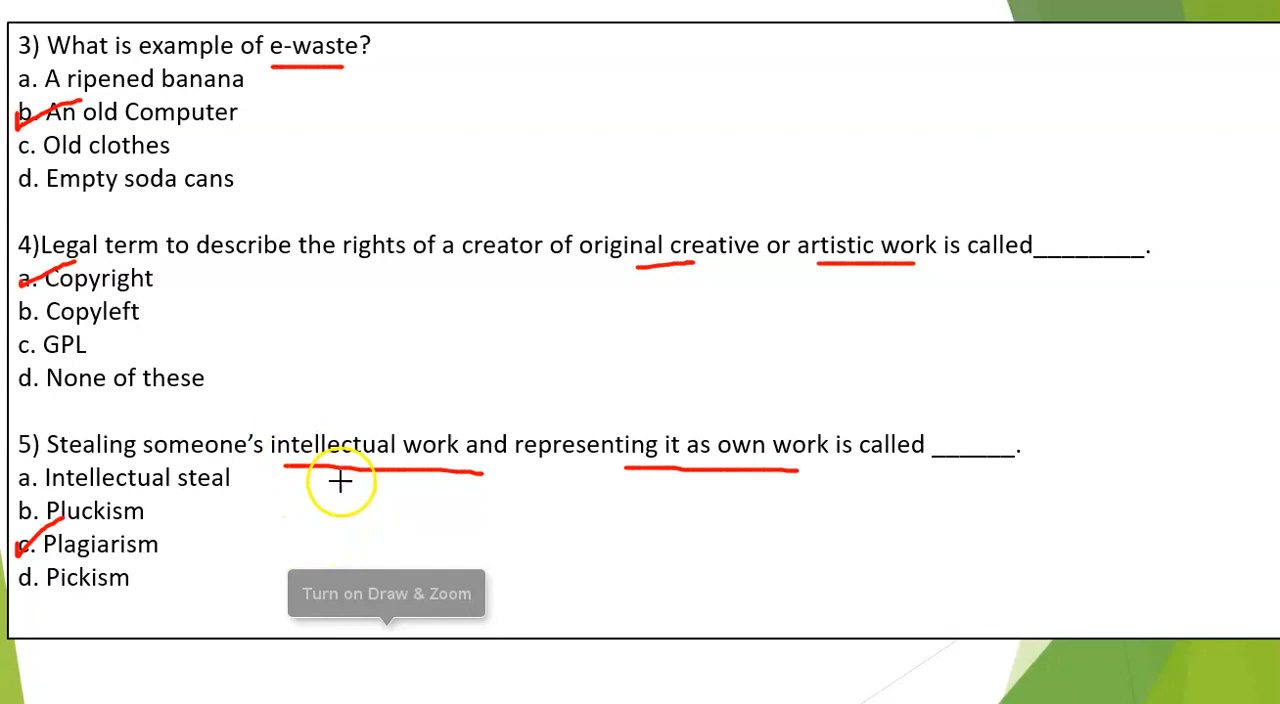 3) What is example of e-waste?
a. A ripened banana
b. An old Computer
c. Old clothes
d. Empty soda cans
4)Legal term to describe the rights of a creator of original creative or artistic work is called________.
a. Copyright
b. Copyleft
c. GPL
d. None of these
5) Stealing someone’s intellectual work and representing it as own work is called ______.
a. Intellectual steal
b. Pluckism
c. Plagiarism
d. Pickism
Turn on Draw & Zoom